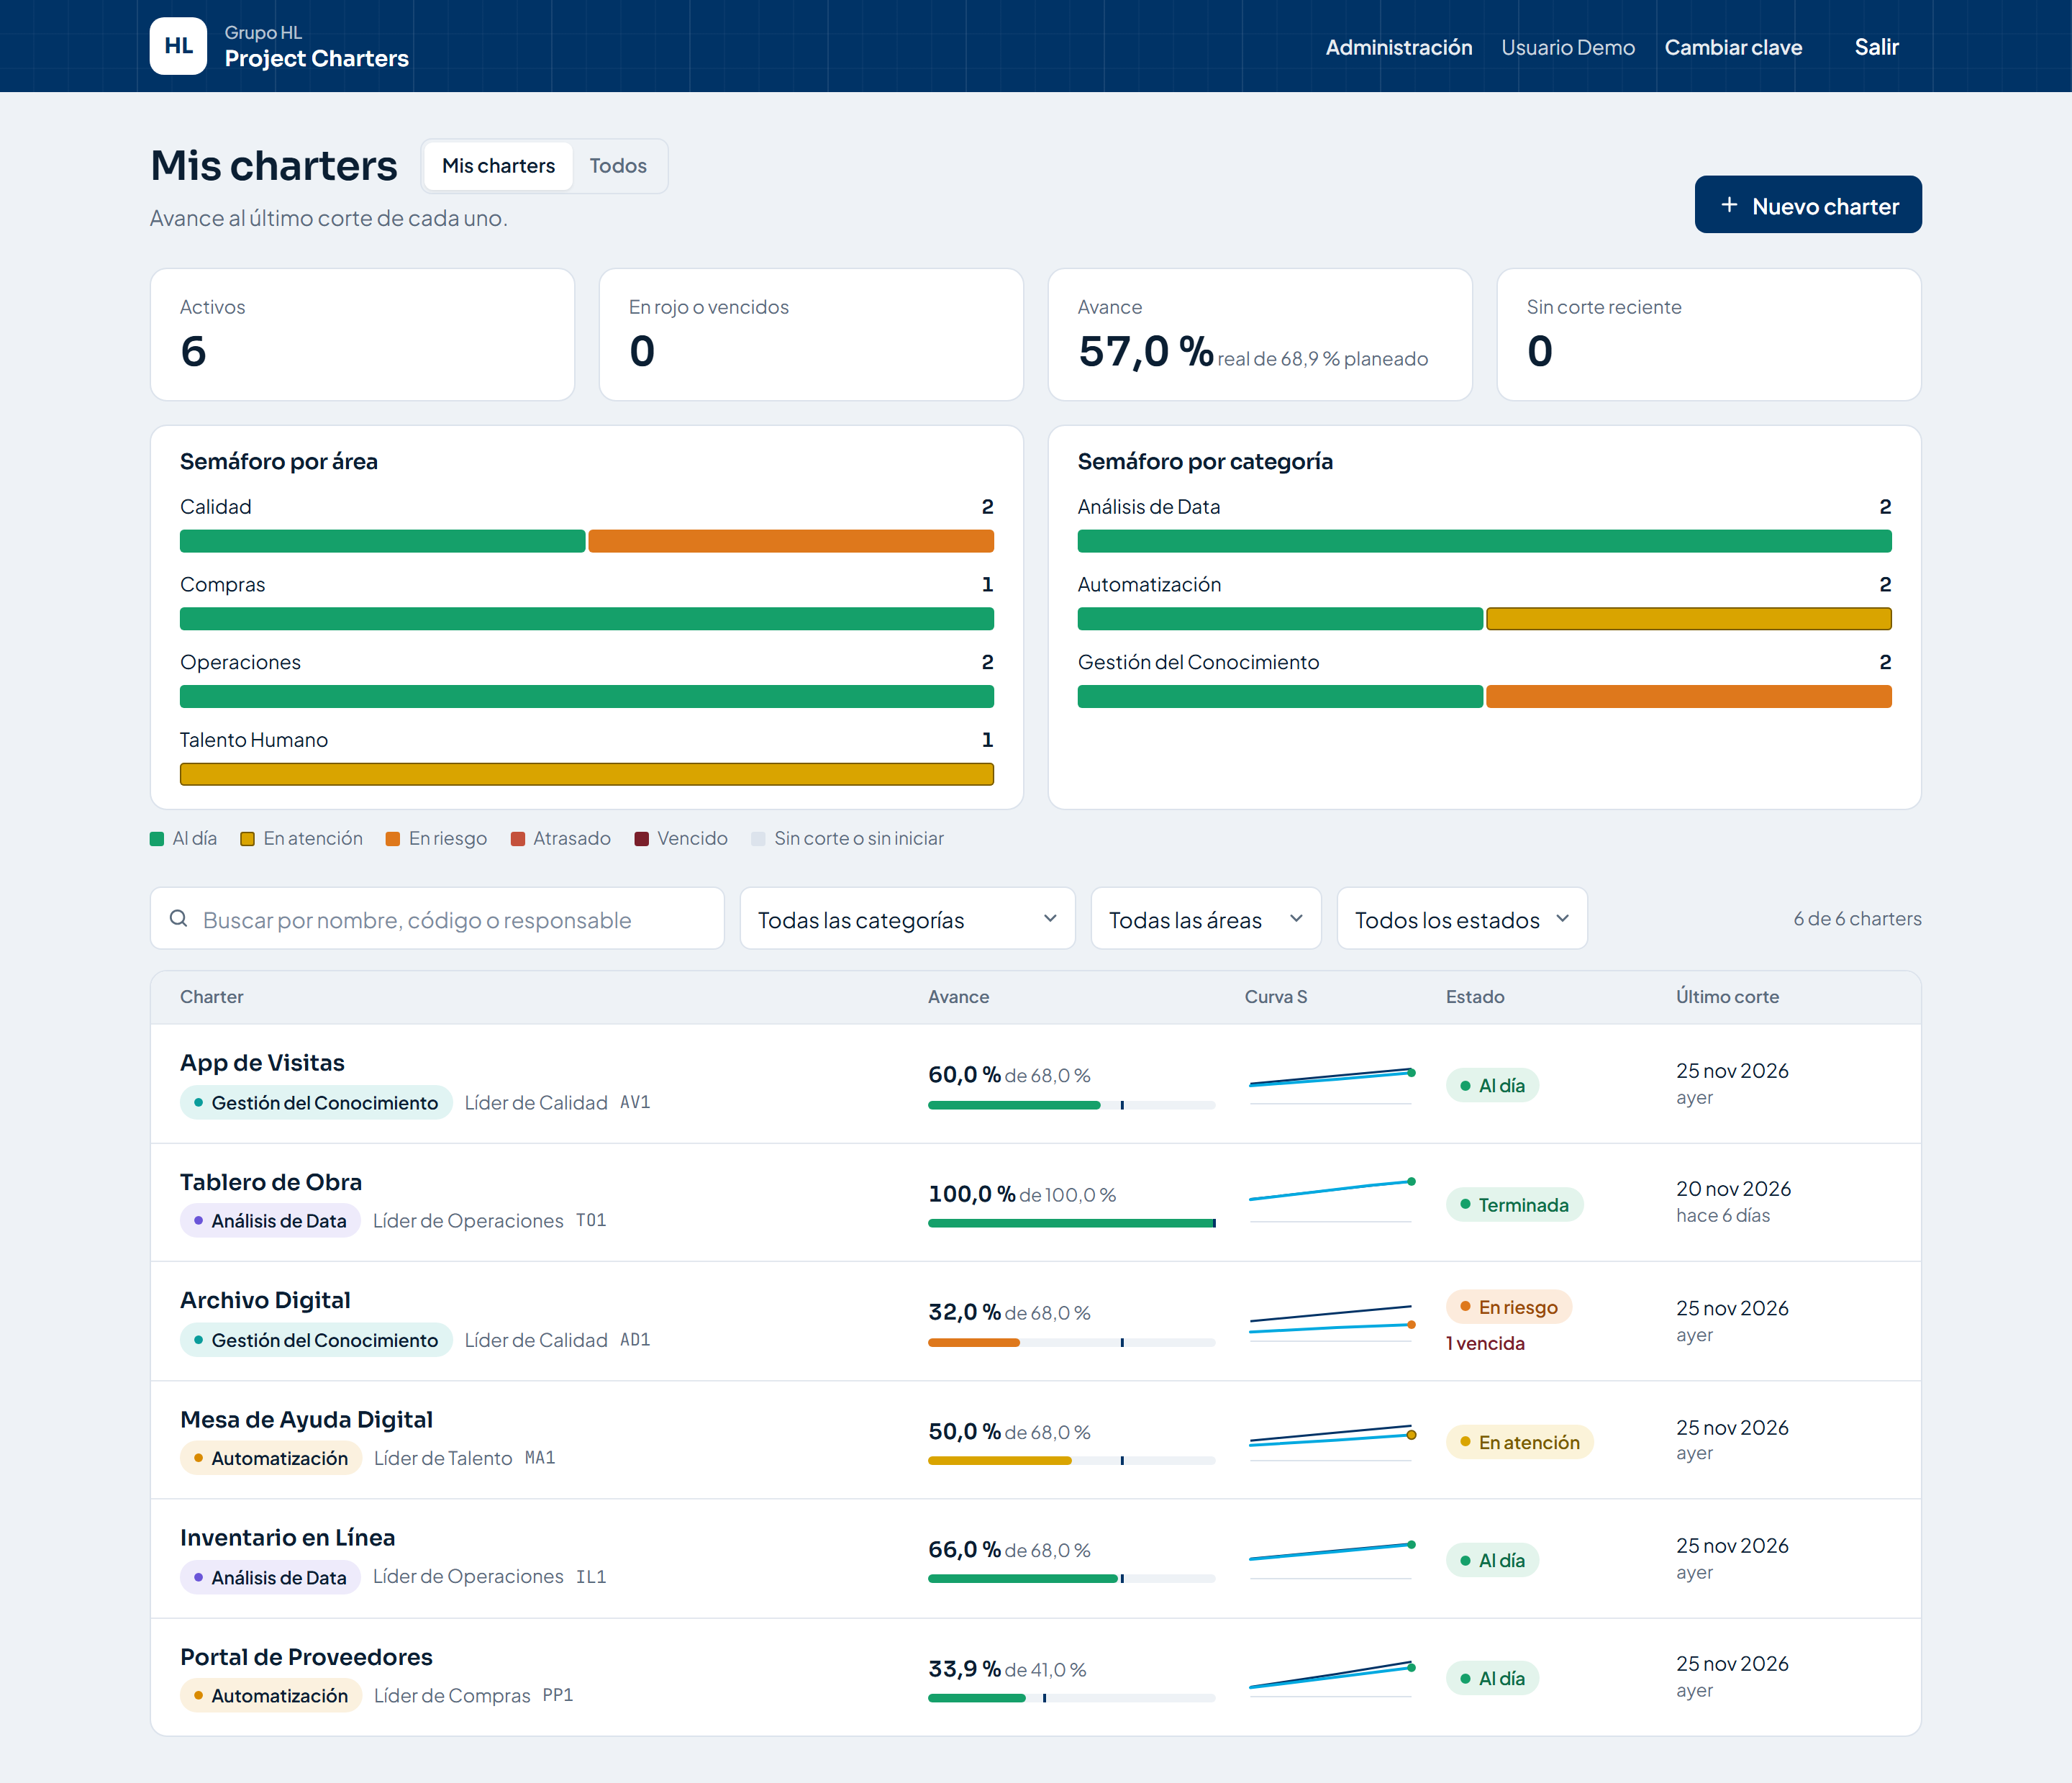 HL
Grupo HL
Project Charters
Administración
Usuario Demo
Cambiar clave
Salir
Mis charters
Mis charters
Todos
Avance al último corte de cada uno.
+ Nuevo charter
Activos
6
En rojo o vencidos
0
Avance
57,0 % real de 68,9 % planeado
Sin corte reciente
0
Semáforo por área
Calidad 2
Compras 1
Operaciones 2
Talento Humano 1
Semáforo por categoría
Análisis de Data 2
Automatización 2
Gestión del Conocimiento 2
Al día
En atención
En riesgo
Atrasado
Vencido
Sin corte o sin iniciar
Buscar por nombre, código o responsable
Todas las categorías
Todas las áreas
Todos los estados
6 de 6 charters
Charter
Avance
Curva S
Estado
Último corte
App de Visitas
Gestión del Conocimiento Líder de Calidad AV1
60,0 % de 68,0 %
Al día
25 nov 2026
ayer
Tablero de Obra
Análisis de Data Líder de Operaciones TO1
100,0 % de 100,0 %
Terminada
20 nov 2026
hace 6 días
Archivo Digital
Gestión del Conocimiento Líder de Calidad AD1
32,0 % de 68,0 %
En riesgo
1 vencida
25 nov 2026
ayer
Mesa de Ayuda Digital
Automatización Líder de Talento MA1
50,0 % de 68,0 %
En atención
25 nov 2026
ayer
Inventario en Línea
Análisis de Data Líder de Operaciones IL1
66,0 % de 68,0 %
Al día
25 nov 2026
ayer
Portal de Proveedores
Automatización Líder de Compras PP1
33,9 % de 41,0 %
Al día
25 nov 2026
ayer